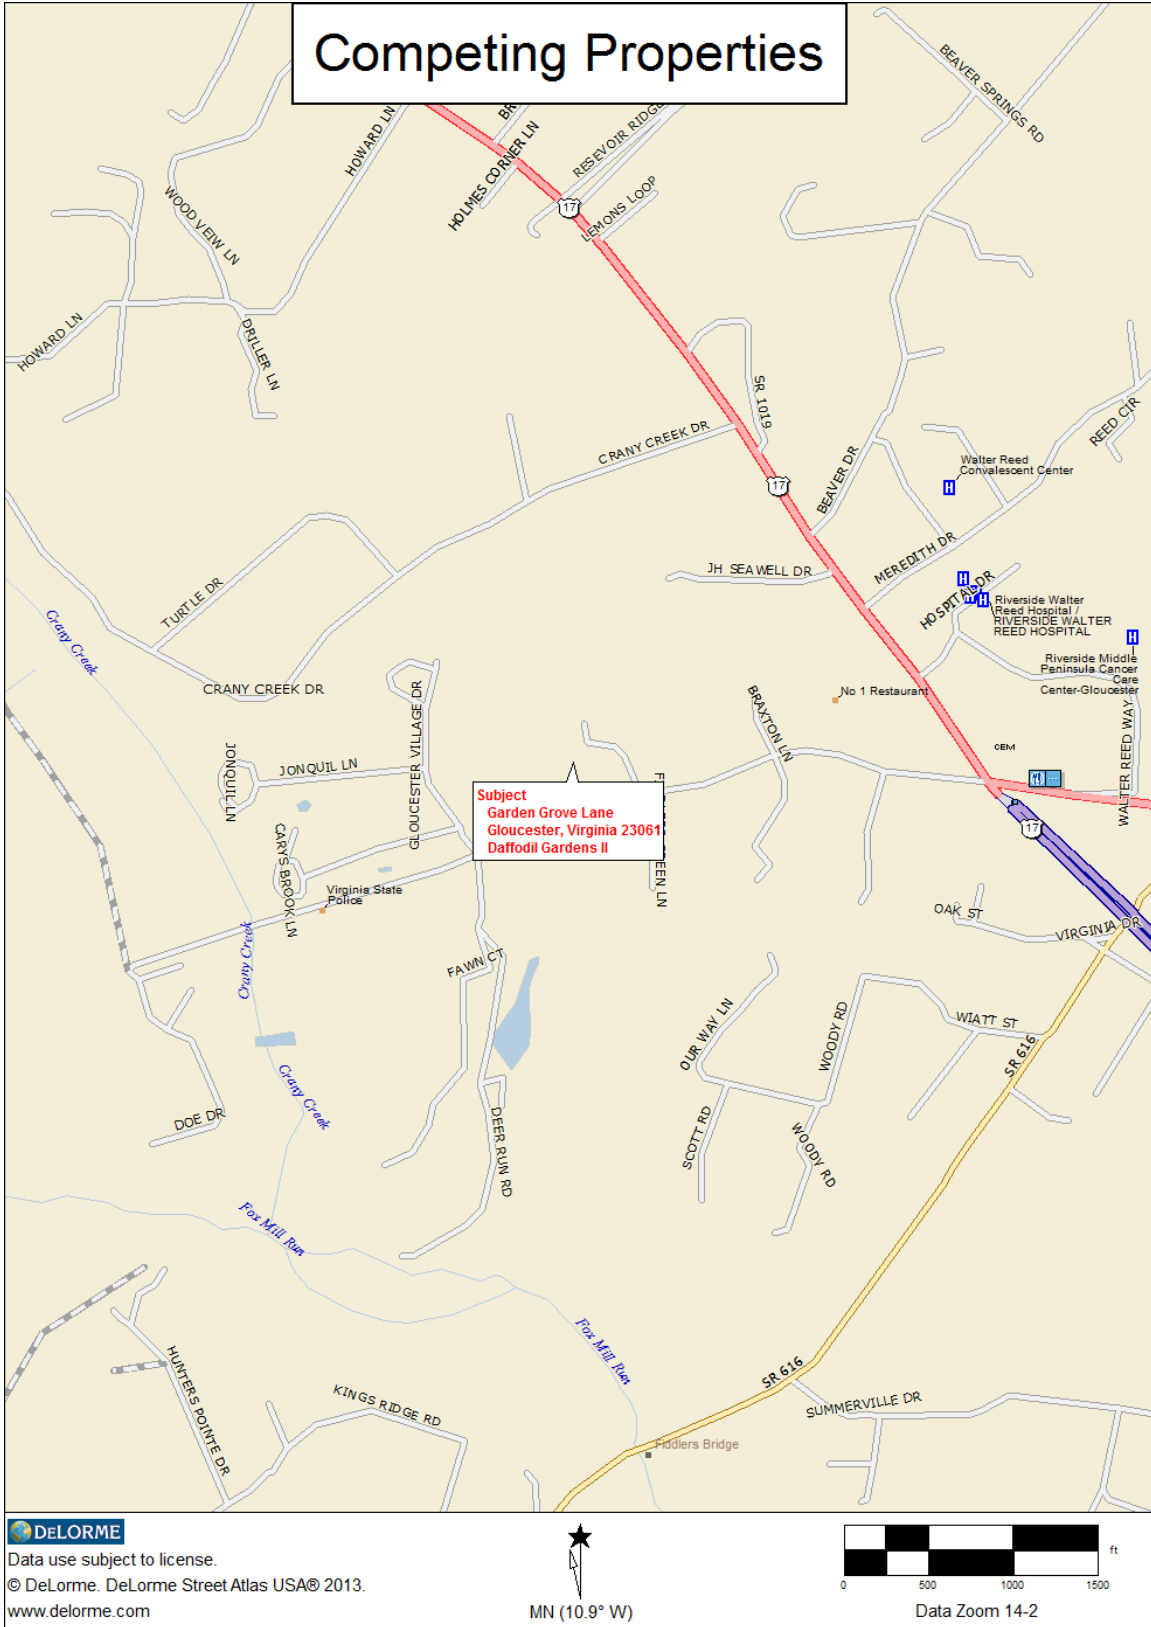 Competing Properties
BEAVER SPRINGS RD
HOWARD LN
BR
HOLMES CORNER LN
RESEVOIR RIDGE
17
LEMONS LOOP
WOOD VEIW LN
HOWARD LN
DRILLER LN
SR 1019
REED CIR
CRANY CREEK DR
Walter Reed
Convalescent Center
H
17
BEAVER DR
MEREDITH DR
JH SEAWELL DR
TURTLE DR
HOSPITAL DR
H
H
H
Riverside Walter
Reed Hospital /
RIVERSIDE WALTER
REED HOSPITAL
Crany Creek
H
Riverside Middle
Peninsula Cancer
Care
Center-Gloucester
CRANY CREEK DR
GLOUCESTER VILLAGE DR
BRAXTON LN
No 1 Restaurant
WALTER REED WAY
CEM
JONQUIL LN
JONQUIL LN
Subject
Garden Grove Lane
Gloucester, Virginia 23061
Daffodil Gardens II
F
EEN LN
17
CARYS BROOK LN
Virginia State
Police
OAK ST
VIRGINIA DR
Crany Creek
FAWN CT
OUR WAY LN
WOODY RD
WIATT ST
SR 616
Crany Creek
DOE DR
DEER RUN RD
SCOTT RD
WOODY RD
Fox Mill Run
Fox Mill Run
SR 616
HUNTERS POINTE DR
KINGS RIDGE RD
SUMMERVILLE DR
Fiddlers Bridge
DELORME
Data use subject to license.
© DeLorme. DeLorme Street Atlas USA® 2013.
www.delorme.com
MN (10.9° W)
ft
0 500 1000 1500
Data Zoom 14-2